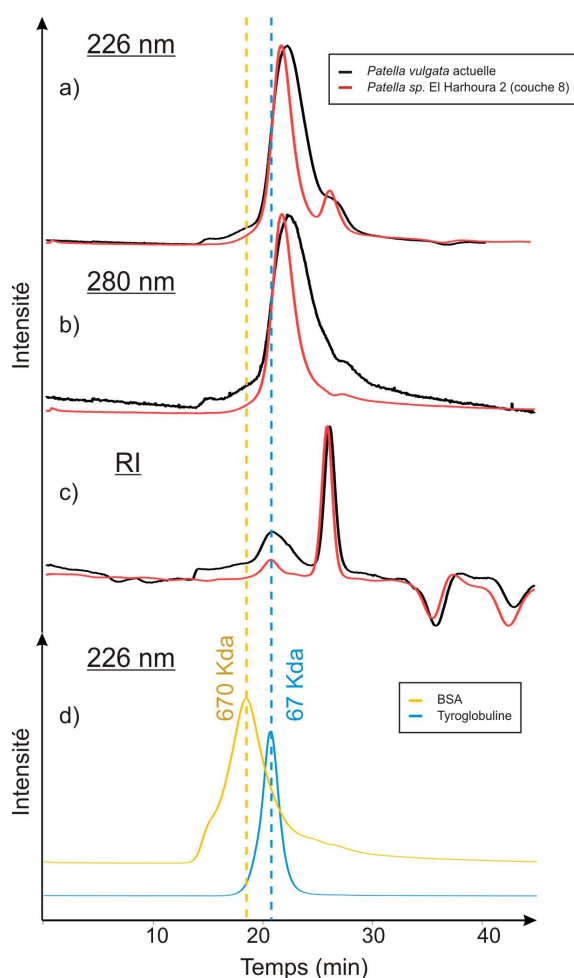 226 nm
a)
Patella vulgata actuelle
Patella sp. El Harhoura 2 (couche 8)
280 nm
b)
Intensité
RI
c)
226 nm
d)
670 Kda
67 Kda
BSA
Tyroglobuline
Intensité
10
20
30
40
Temps (min)